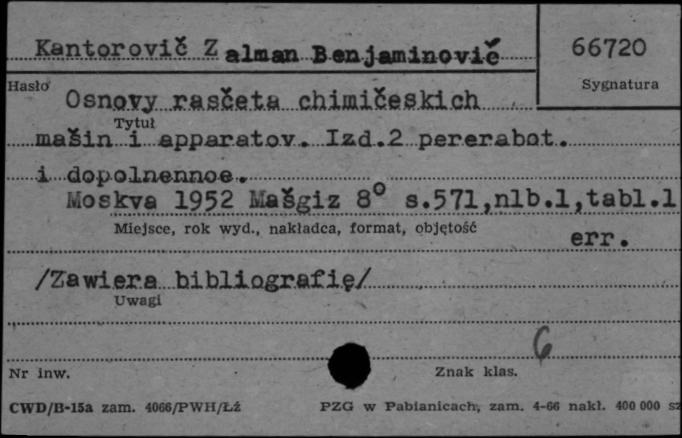 Kantorovič Zalman Benjaminovič
66720
Hasło
Sygnatura
Osnovy rasčeta chimičeskich
Tytuł
mašin i apparatov. Izd.2 pererabot.
i dopolnennoe.
Moskva 1952 Mašgiz 8° s.571,nlb.1,tabl.1
Miejsce, rok wyd., nakładca, format, objętość
err.
/Zawiera bibliografię/
Uwagi
6
Nr inw.
Znak klas.
CWD/B-15a zam. 4066/PWH/Łź
PZG w Pabianicach, zam. 4-66 nakł. 400 000 sz